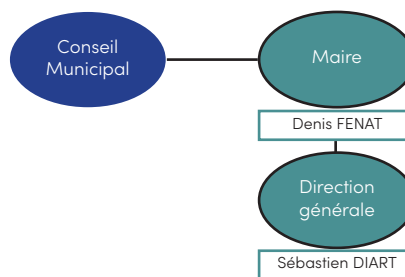 Conseil
Municipal
Maire
Denis FENAT
Direction
générale
Sébastien DIART